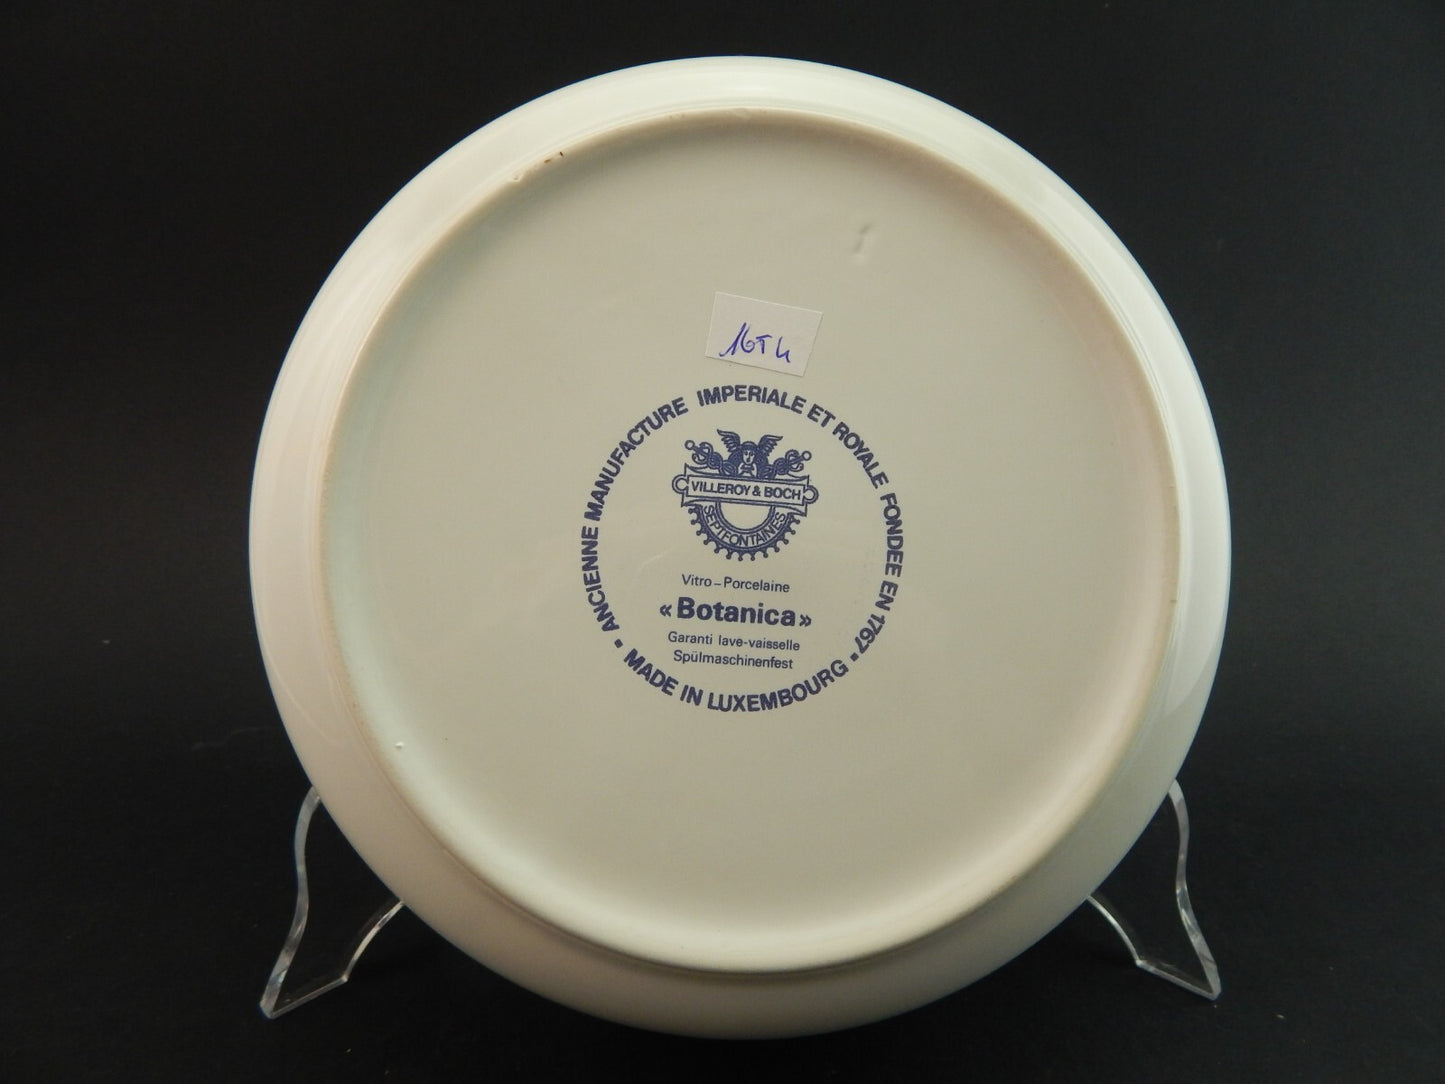 16T4
ANCIENNE MANUFACTURE IMPERIALE ET ROYALE FONDEE EN 1767 • MADE IN LUXEMBOURG •
VILLEROY & BOCH
SEPTFONTAINES
Vitro-Porcelaine
«Botanica»
Garanti lave-vaisselle
Spülmaschinenfest